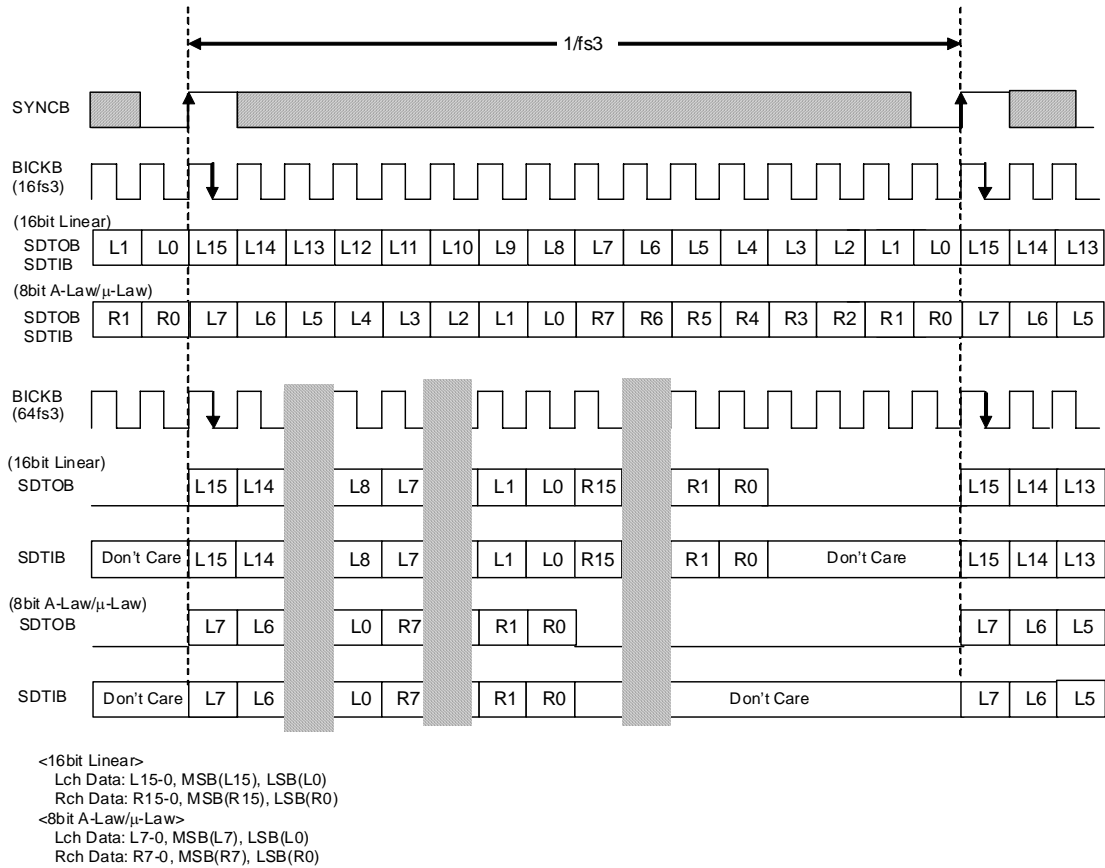 1/fs3
SYNCB
BICKB
(16fs3)
(16bit Linear)
SDTOB
SDTIB
L1 L0 L15 L14 L13 L12 L11 L10 L9 L8 L7 L6 L5 L4 L3 L2 L1 L0 L15 L14 L13
(8bit A-Law/μ-Law)
SDTOB
SDTIB
R1 R0 L7 L6 L5 L4 L3 L2 L1 L0 R7 R6 R5 R4 R3 R2 R1 R0 L7 L6 L5
BICKB
(64fs3)
(16bit Linear)
SDTOB L15 L14 L8 L7 L1 L0 R15 R1 R0 L15 L14 L13
SDTIB Don't Care L15 L14 L8 L7 L1 L0 R15 R1 R0 Don't Care L15 L14 L13
(8bit A-Law/μ-Law)
SDTOB L7 L6 L0 R7 R1 R0 L7 L6 L5
SDTIB Don't Care L7 L6 L0 R7 R1 R0 Don't Care L7 L6 L5
<16bit Linear>
Lch Data: L15-0, MSB(L15), LSB(L0)
Rch Data: R15-0, MSB(R15), LSB(R0)
<8bit A-Law/μ-Law>
Lch Data: L7-0, MSB(L7), LSB(L0)
Rch Data: R7-0, MSB(R7), LSB(R0)